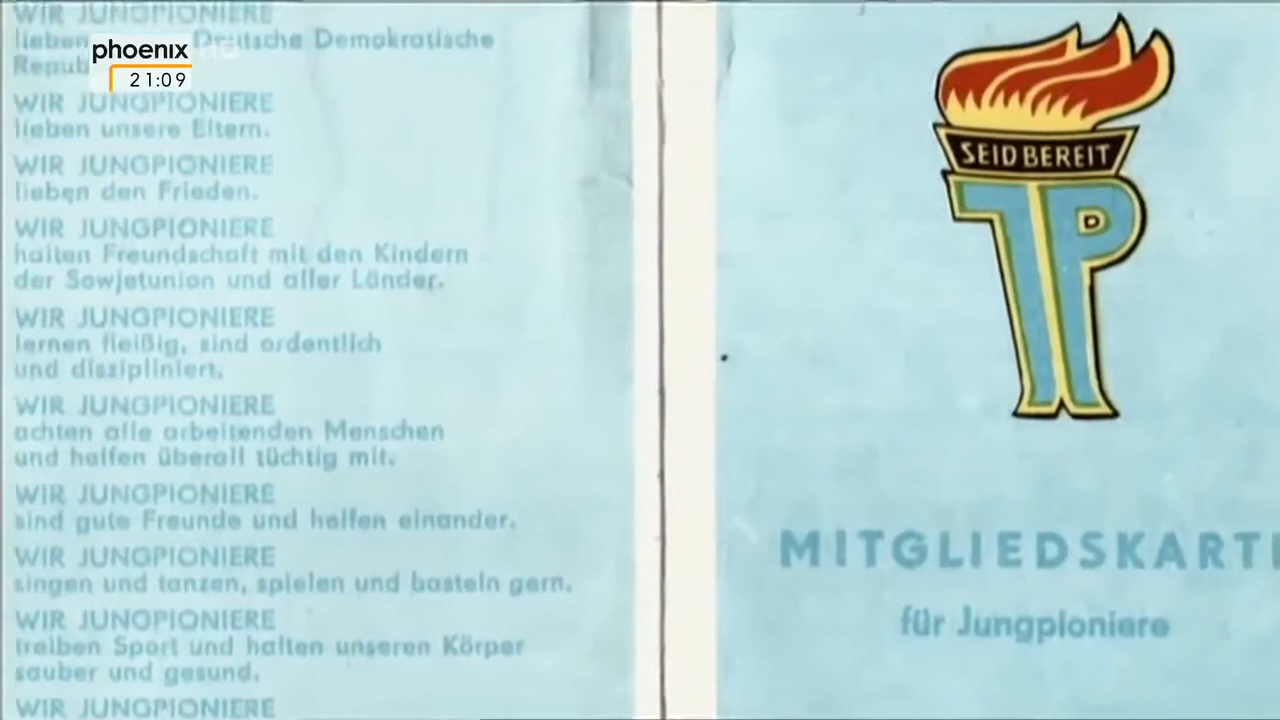 WIR JUNGPIONIERE
lieben Deutsche Demokratische
Repub
phoenix
21:09
WIR JUNGPIONIERE
lieben unsere Eltern.
WIR JUNGPIONIERE
lieben den Frieden.
WIR JUNGPIONIERE
halten Freundschaft mit den Kindern
der Sowjetunion und aller Länder.
WIR JUNGPIONIERE
lernen fleißig, sind ordentlich
und diszipliniert.
WIR JUNGPIONIERE
achten alle arbeitenden Menschen
und helfen überall tüchtig mit.
WIR JUNGPIONIERE
sind gute Freunde und helfen einander.
WIR JUNGPIONIERE
singen und tanzen, spielen und basteln gern.
WIR JUNGPIONIERE
treiben Sport und halten unseren Körper
sauber und gesund.
WIR JUNGPIONIERE
SEID BEREIT
JP
MITGLIEDSKART
für Jungpioniere